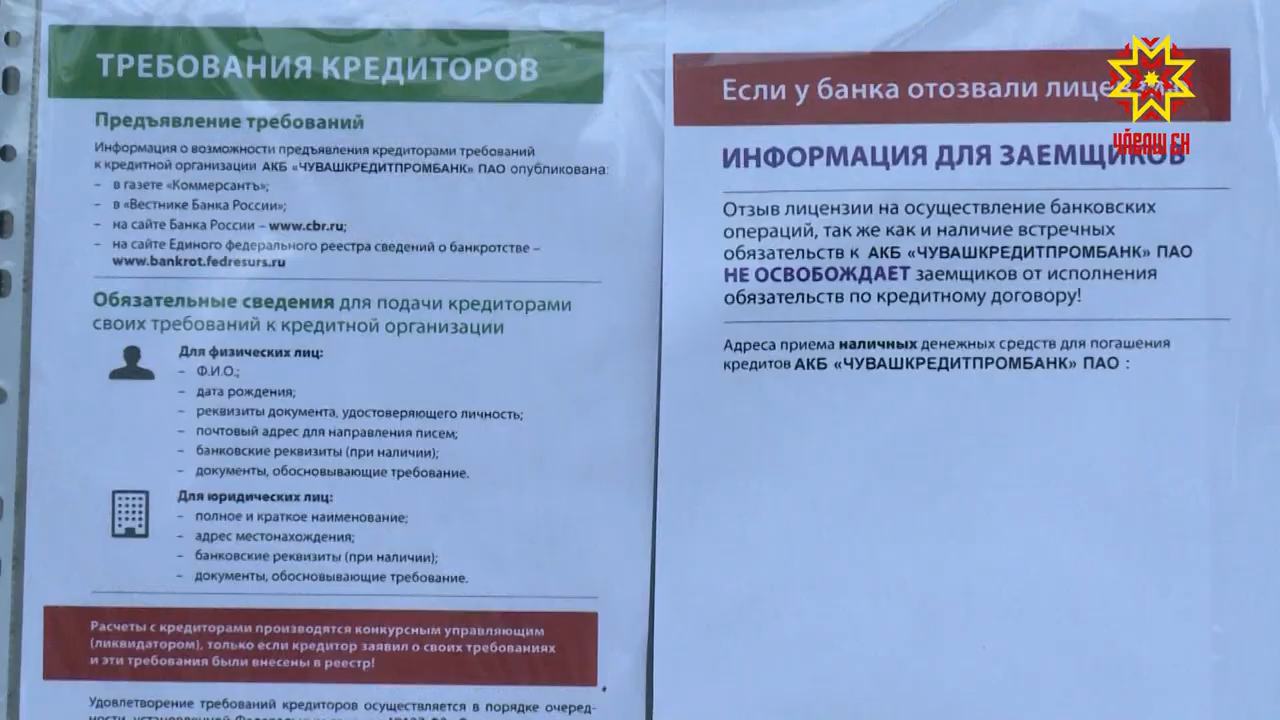 ТРЕБОВАНИЯ КРЕДИТОРОВ
Предъявление требований
Информация о возможности предъявления кредиторами требований
к кредитной организации АКБ «ЧУВАШКРЕДИТПРОМБАНК» ПАО опубликована:
– в газете «Коммерсантъ»;
– в «Вестнике Банка России»;
– на сайте Банка России – www.cbr.ru;
– на сайте Единого федерального реестра сведений о банкротстве –
www.bankrot.fedresurs.ru
Обязательные сведения для подачи кредиторами
своих требований к кредитной организации
Для физических лиц:
– Ф.И.О.;
– дата рождения;
– реквизиты документа, удостоверяющего личность;
– почтовый адрес для направления писем;
– банковские реквизиты (при наличии);
– документы, обосновывающие требование.
Для юридических лиц:
– полное и краткое наименование;
– адрес местонахождения;
– банковские реквизиты (при наличии);
– документы, обосновывающие требование.
Расчеты с кредиторами производятся конкурсным управляющим
(ликвидатором), только если кредитор заявил о своих требованиях
и эти требования были внесены в реестр!
Удовлетворение требований кредиторов осуществляется в порядке очеред-
Если у банка отозвали
ИНФОРМАЦИЯ ДЛЯ ЗАЕМЩИКОВ
Отзыв лицензии на осуществление банковских
операций, так же как и наличие встречных
обязательств к АКБ «ЧУВАШКРЕДИТПРОМБАНК» ПАО
НЕ ОСВОБОЖДАЕТ заемщиков от исполнения
обязательств по кредитному договору!
Адреса приема наличных денежных средств для погашения
кредитов АКБ «ЧУВАШКРЕДИТПРОМБАНК» ПАО :
ЧӐВАШ ЕН